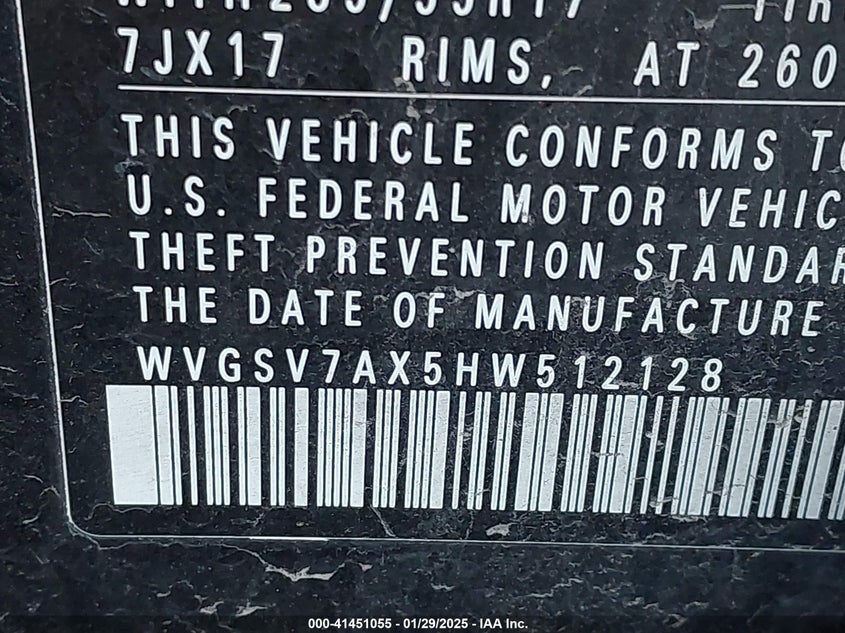 7JX17 RIMS, AT 260
THIS VEHICLE CONFORMS TO
U.S. FEDERAL MOTOR VEHIC
THEFT PREVENTION STANDAR
THE DATE OF MANUFACTURE
WVGSV7AX5HW512128
000-41451055 — 01/29/2025 — IAA Inc.